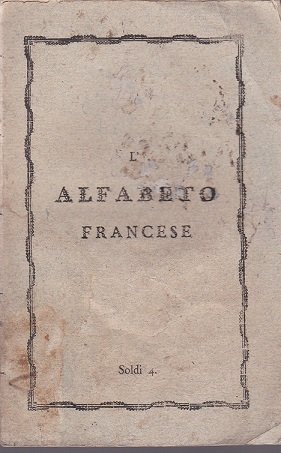 L'
ALFABETO
FRANCESE
Soldi 4.